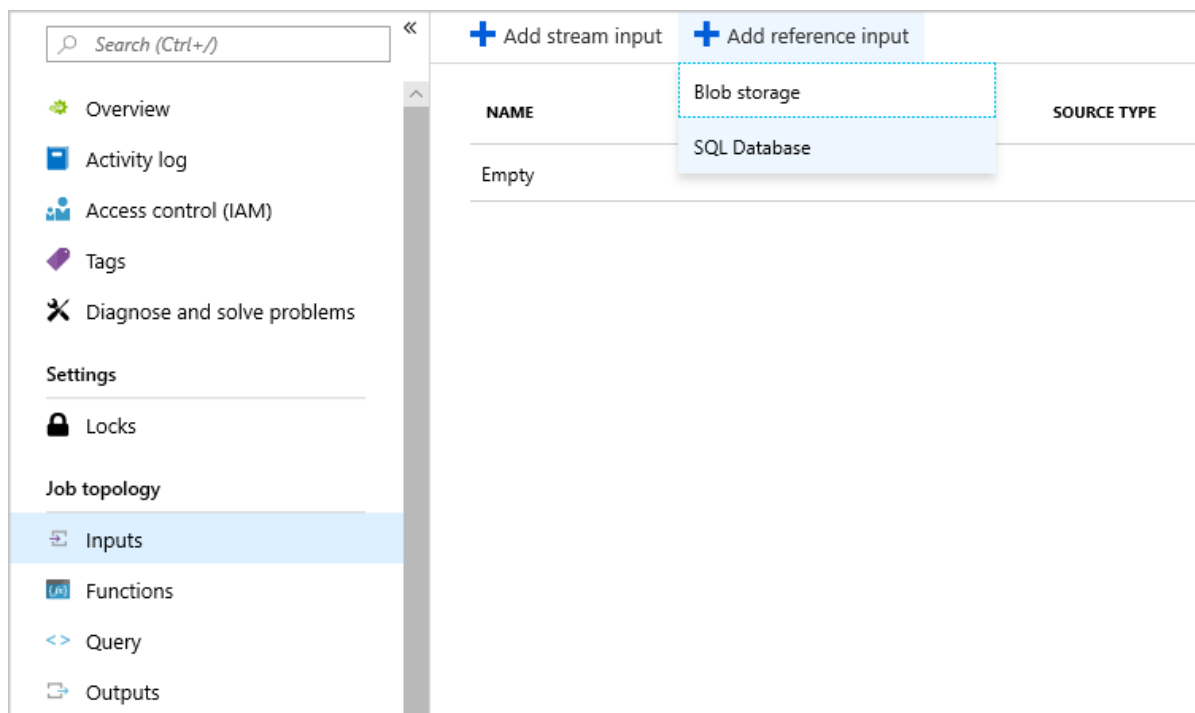 Search (Ctrl+/)
«
Overview
Activity log
Access control (IAM)
Tags
Diagnose and solve problems
Settings
Locks
Job topology
Inputs
Functions
Query
Outputs
Add stream input
Add reference input
Blob storage
SQL Database
NAME
SOURCE TYPE
Empty